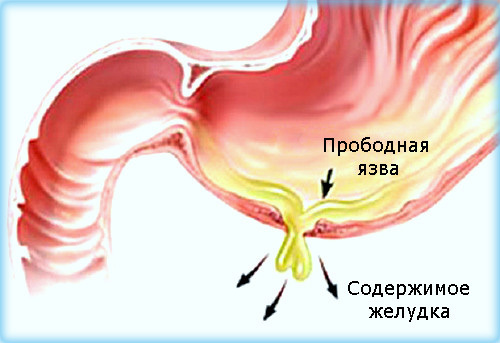 Прободная
язва
Содержимое
желудка